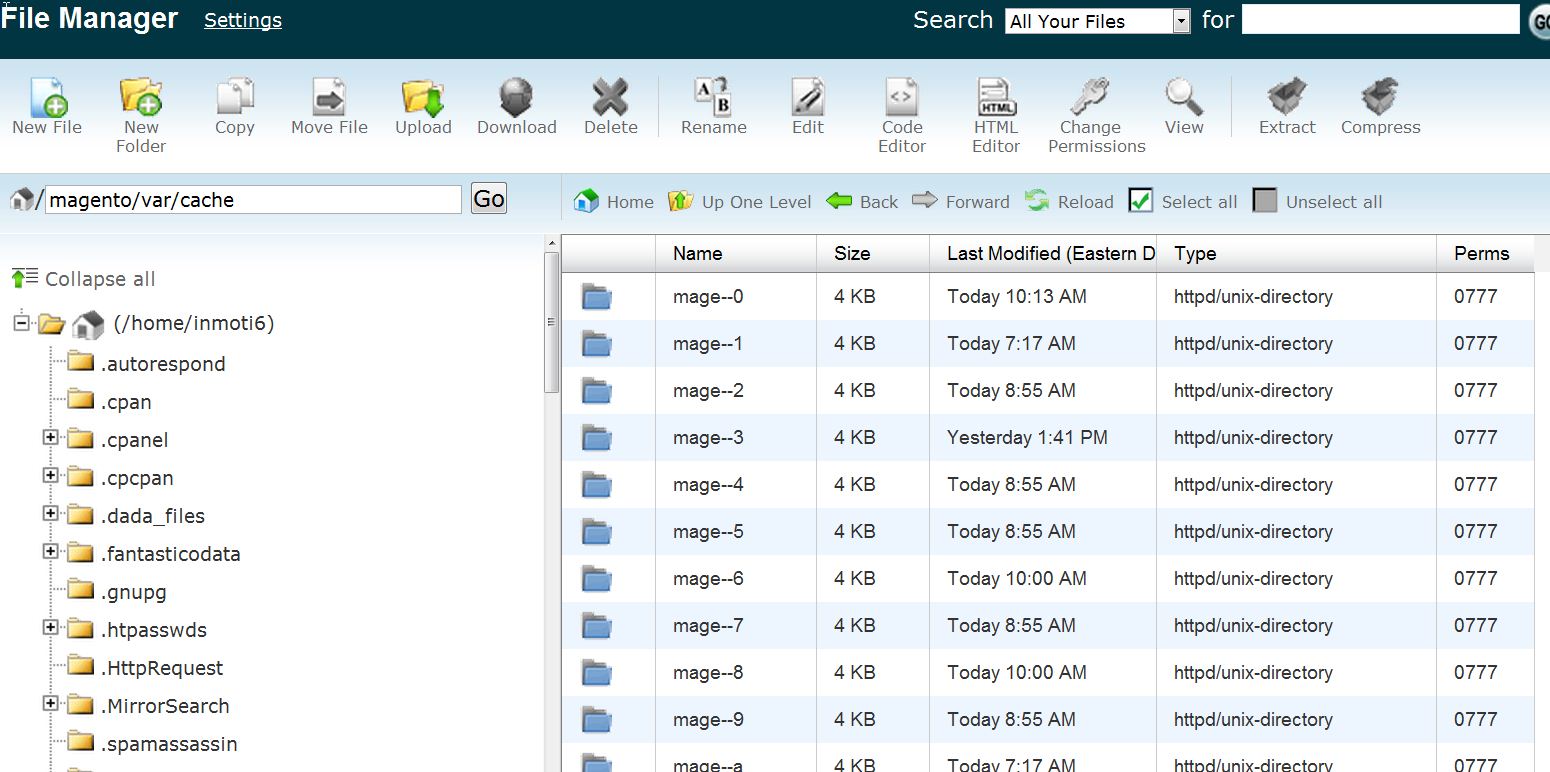 File Manager Settings Search All Your Files for GO
New File New Folder Copy Move File Upload Download Delete Rename Edit Code Editor HTML Editor Change Permissions View Extract Compress
/ magento/var/cache Go Home Up One Level Back Forward Reload Select all Unselect all
Collapse all
(/home/inmoti6)
.autorespond
.cpan
.cpanel
.cpcpan
.dada_files
.fantasticodata
.gnupg
.htpasswds
.HttpRequest
.MirrorSearch
.spamassassin
Name Size Last Modified (Eastern D Type Perms
mage--0 4 KB Today 10:13 AM httpd/unix-directory 0777
mage--1 4 KB Today 7:17 AM httpd/unix-directory 0777
mage--2 4 KB Today 8:55 AM httpd/unix-directory 0777
mage--3 4 KB Yesterday 1:41 PM httpd/unix-directory 0777
mage--4 4 KB Today 8:55 AM httpd/unix-directory 0777
mage--5 4 KB Today 8:55 AM httpd/unix-directory 0777
mage--6 4 KB Today 10:00 AM httpd/unix-directory 0777
mage--7 4 KB Today 8:55 AM httpd/unix-directory 0777
mage--8 4 KB Today 10:00 AM httpd/unix-directory 0777
mage--9 4 KB Today 8:55 AM httpd/unix-directory 0777
mage--a 4 KB Today 7:17 AM httpd/unix-directory 0777